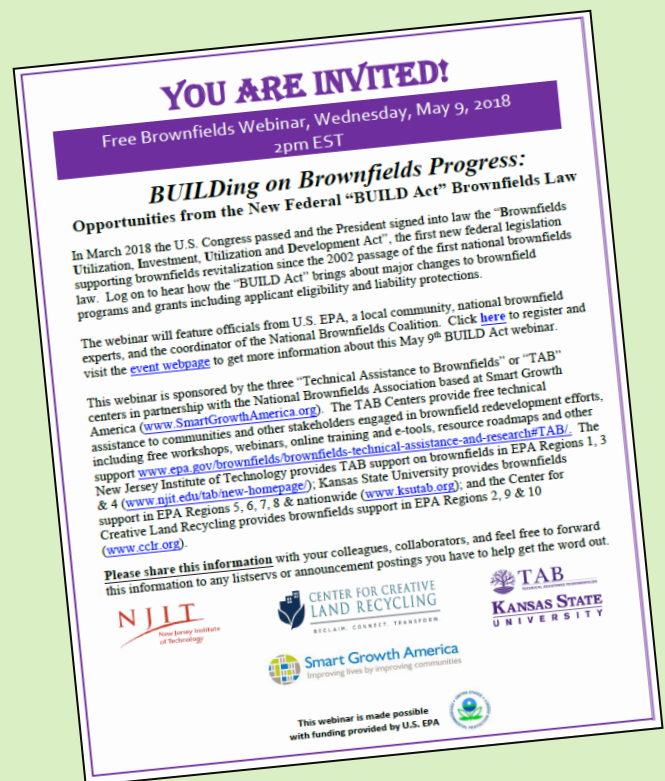 YOU ARE INVITED!
Free Brownfields Webinar, Wednesday, May 9, 2018
2pm EST
BUILDing on Brownfields Progress:
Opportunities from the New Federal “BUILD Act” Brownfields Law
In March 2018 the U.S. Congress passed and the President signed into law the “Brownfields
Utilization, Investment, Utilization and Development Act”, the first new federal legislation
supporting brownfields revitalization since the 2002 passage of the first national brownfields
law. Log on to hear how the “BUILD Act” brings about major changes to brownfield
programs and grants including applicant eligibility and liability protections.
The webinar will feature officials from U.S. EPA, a local community, national brownfield
experts, and the coordinator of the National Brownfields Coalition. Click here to register and
visit the event webpage to get more information about this May 9th BUILD Act webinar.
This webinar is sponsored by the three “Technical Assistance to Brownfields” or “TAB”
centers in partnership with the National Brownfields Association based at Smart Growth
America (www.SmartGrowthAmerica.org). The TAB Centers provide free technical
assistance to communities and other stakeholders engaged in brownfield redevelopment efforts,
including free workshops, webinars, online training and e-tools, resource roadmaps and other
support www.epa.gov/brownfields/brownfields-technical-assistance-and-research#TAB/. The
New Jersey Institute of Technology provides TAB support on brownfields in EPA Regions 1, 3
& 4 (www.njit.edu/tab/new-homepage/); Kansas State University provides brownfields
support in EPA Regions 5, 6, 7, 8 & nationwide (www.ksutab.org); and the Center for
Creative Land Recycling provides brownfields support in EPA Regions 2, 9 & 10
(www.cclr.org).
Please share this information with your colleagues, collaborators, and feel free to forward
this information to any listservs or announcement postings you have to help get the word out.
NJIT
New Jersey Institute
of Technology
CENTER FOR CREATIVE
LAND RECYCLING
RECLAIM. CONNECT. TRANSFORM.
TAB
KANSAS STATE
UNIVERSITY
Smart Growth America
Improving lives by improving communities
This webinar is made possible
with funding provided by U.S. EPA